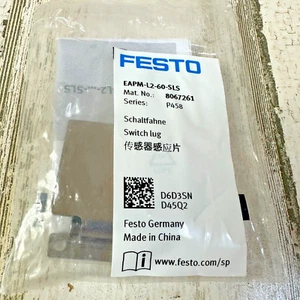 FESTO
EAPM-L2-60-SLS
Mat. No.: 8067261
Series: P458
Schaltfahne
Switch lug
传感器感应片
D6D3SN
D45Q2
Festo Germany
Made in China
www.festo.com/sp